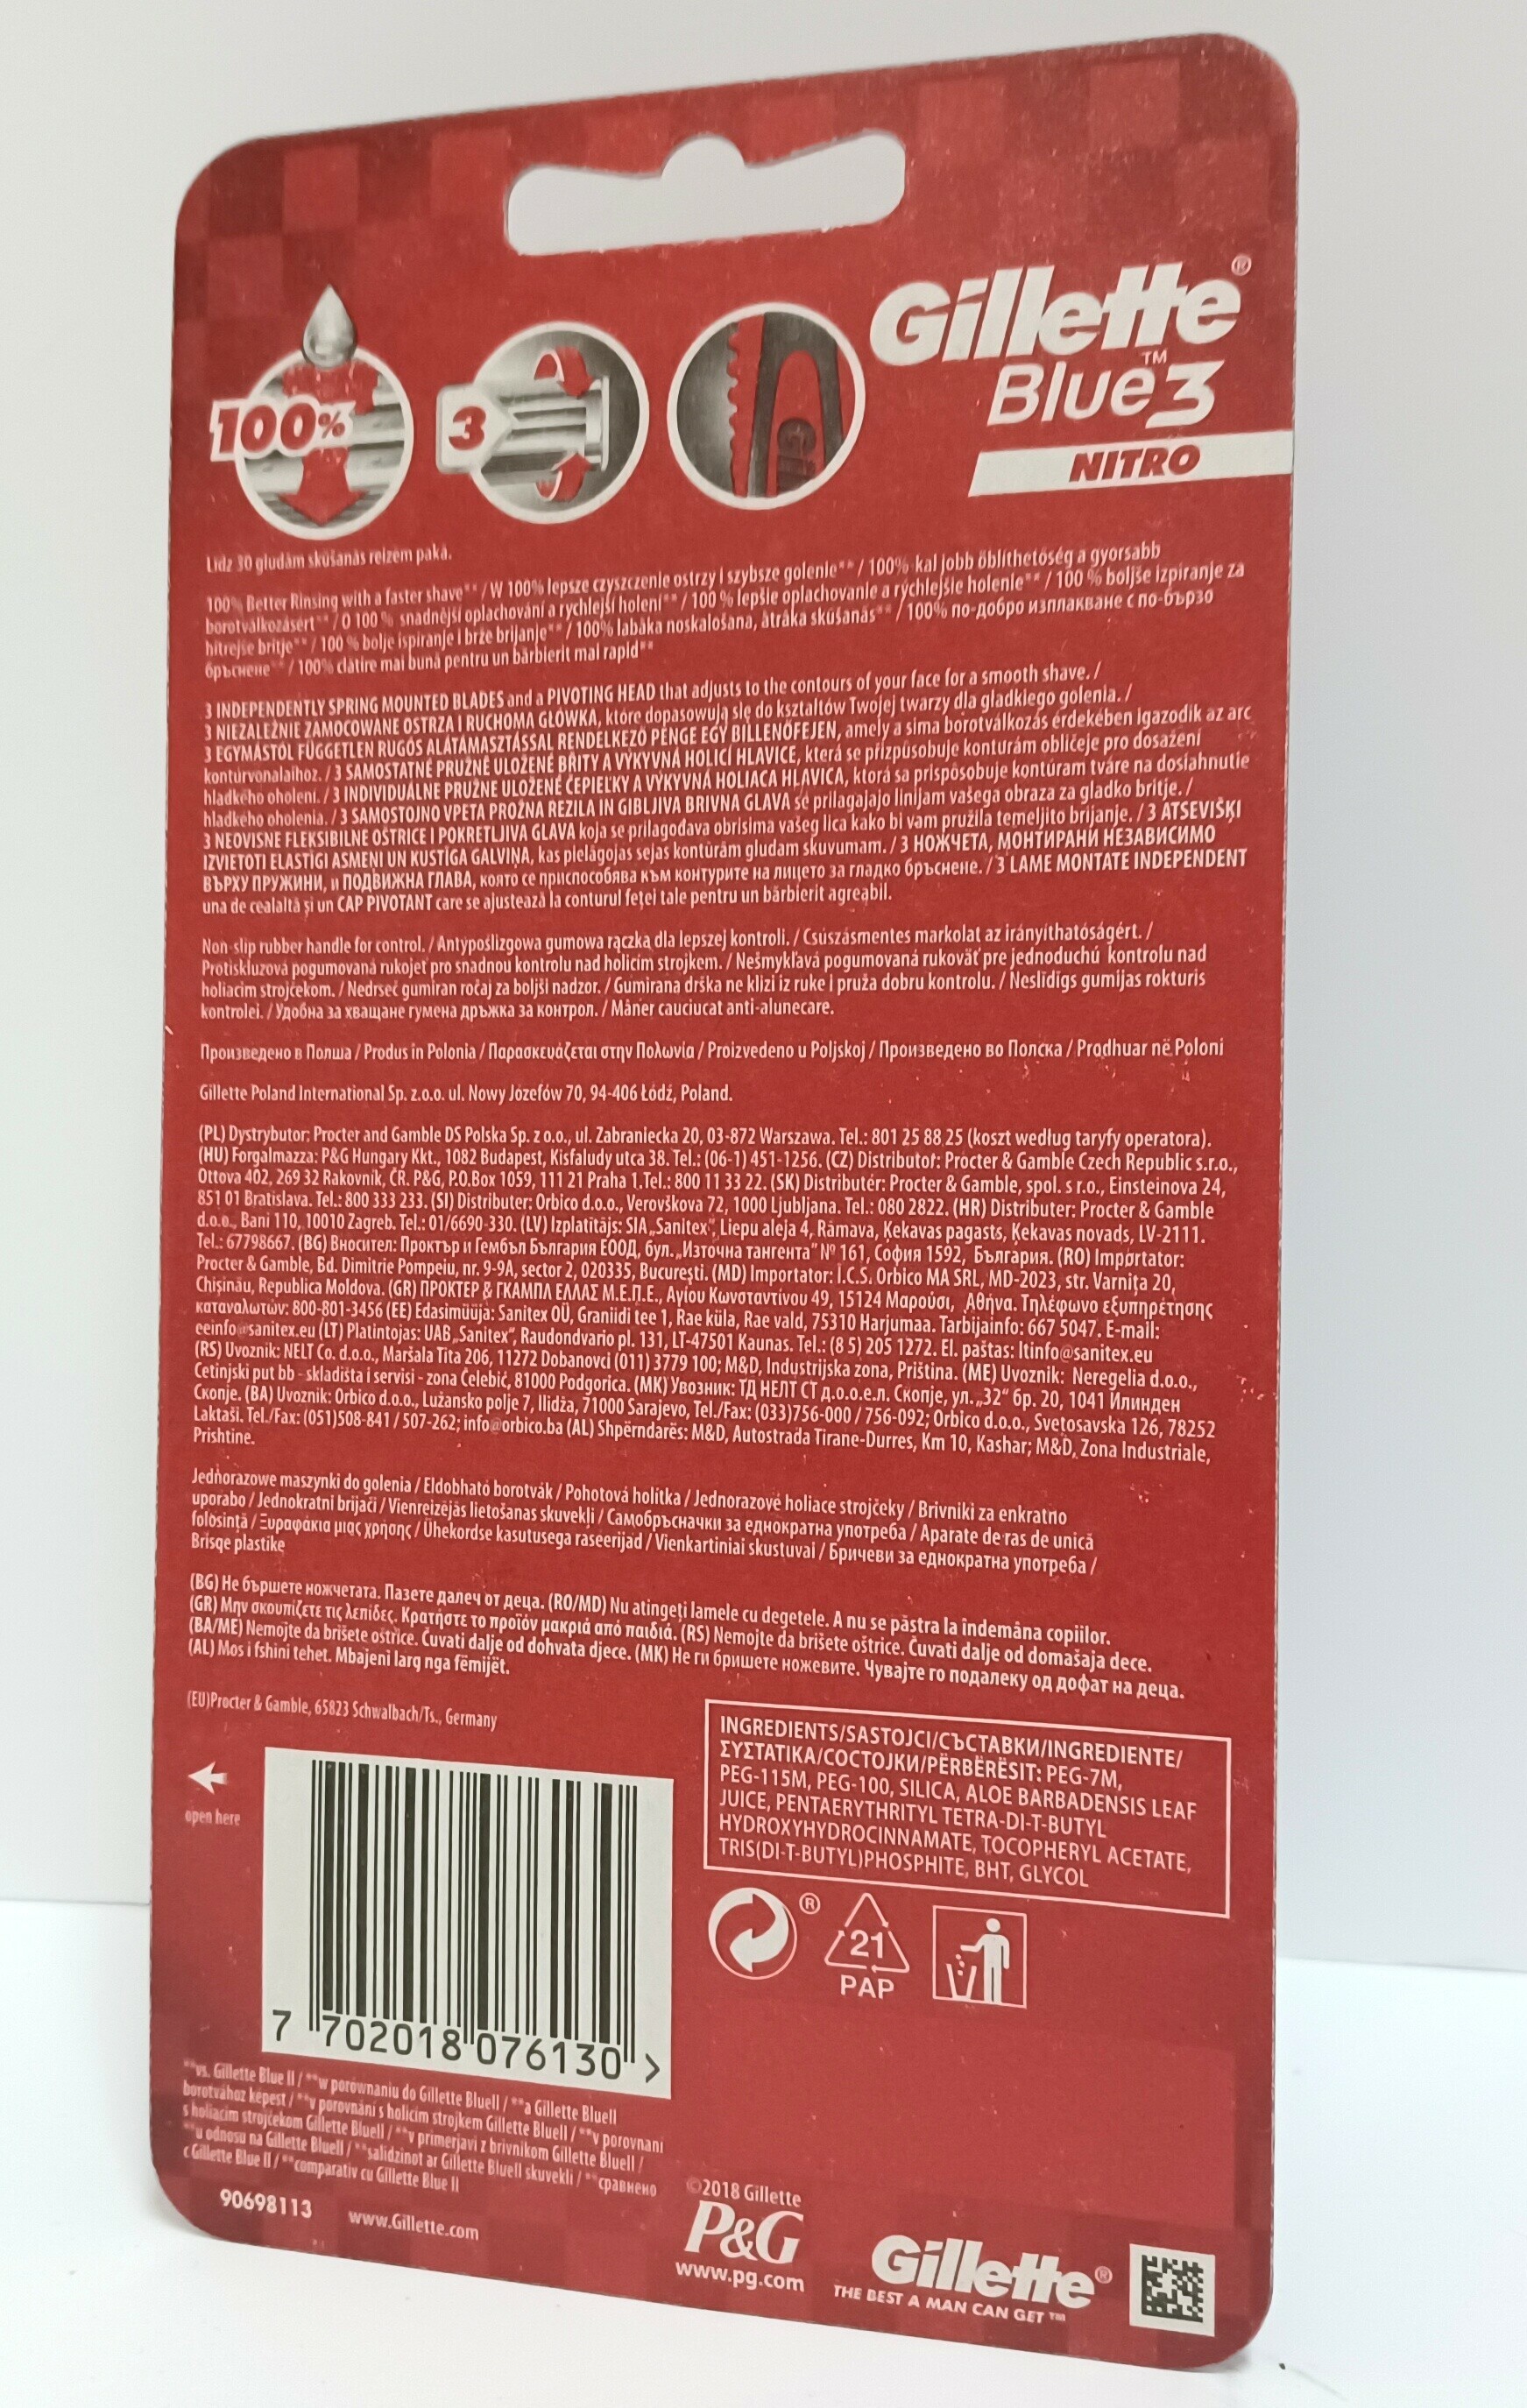 Gillette®
Blue™3
NITRO
100%
3
Līdz 30 gludām skūšanās reizēm pakā.
100% Better Rinsing with a faster shave** / W 100% lepsze czyszczenie ostrzy i szybsze golenie** / 100%-kal jobb öblíthetőség a gyorsabb
borotválkozásért** / O 100 % snadnější oplachování a rychlejší holení** / 100 % lepšie oplachovanie a rýchlejšie holenie** / 100 % boljše izpiranje za
hitrejše britje** / 100 % bolje ispiranje i brže brijanje** / 100% labāka noskalošana, ātrāka skūšanās** / 100% по-добро изплакване с по-бързо
бръснене** / 100% clătire mai bună pentru un bărbierit mai rapid**
3 INDEPENDENTLY SPRING MOUNTED BLADES and a PIVOTING HEAD that adjusts to the contours of your face for a smooth shave. /
3 NIEZALEŻNIE ZAMOCOWANE OSTRZA I RUCHOMA GŁÓWKA, które dopasowują się do kształtów Twojej twarzy dla gładkiego golenia. /
3 EGYMÁSTÓL FÜGGETLEN RUGÓS ALÁTÁMASZTÁSSAL RENDELKEZŐ PENGE EGY BILLENŐFEJEN, amely a sima borotválkozás érdekében igazodik az arc
kontúrvonalaihoz. / 3 SAMOSTATNĚ PRUŽNĚ ULOŽENÉ BŘITY A VÝKYVNÁ HOLICÍ HLAVICE, která se přizpůsobuje konturám obličeje pro dosažení
hladkého oholení. / 3 INDIVIDUÁLNE PRUŽNE ULOŽENÉ ČEPIEĽKY A VÝKYVNÁ HOLIACA HLAVICA, ktorá sa prispôsobuje kontúram tváre na dosiahnutie
hladkého oholenia. / 3 SAMOSTOJNO VPETA PROŽNA REZILA IN GIBLJIVA BRIVNA GLAVA se prilagajajo linijam vašega obraza za gladko britje. /
3 NEOVISNE FLEKSIBILNE OŠTRICE I POKRETLJIVA GLAVA koja se prilagođava obrisima vašeg lica kako bi vam pružila temeljito brijanje. / 3 ATSEVIŠĶI
IZVIETOTI ELASTĪGI ASMEŅI UN KUSTĪGA GALVIŅA, kas pielāgojas sejas kontūrām gludam skuvumam. / 3 НОЖЧЕТА, МОНТИРАНИ НЕЗАВИСИМО
ВЪРХУ ПРУЖИНИ, и ПОДВИЖНА ГЛАВА, която се приспособява към контурите на лицето за гладко бръснене. / 3 LAME MONTATE INDEPENDENT
una de cealaltă și un CAP PIVOTANT care se ajustează la conturul feței tale pentru un bărbierit agreabil.
Non-slip rubber handle for control. / Antypoślizgowa gumowa rączka dla lepszej kontroli. / Csúszásmentes markolat az irányíthatóságért. /
Protiskluzová pogumovaná rukojeť pro snadnou kontrolu nad holicím strojkem. / Nešmykľavá pogumovaná rukoväť pre jednoduchú kontrolu nad
holiacim strojčekom. / Nedrseč gumiran ročaj za boljši nadzor. / Gumirana drška ne klizi iz ruke i pruža dobru kontrolu. / Neslīdīgs gumijas rokturis
kontrolei. / Удобна за хващане гумена дръжка за контрол. / Mâner cauciucat anti-alunecare.
Произведено в Полша / Produs în Polonia / Παρασκευάζεται στην Πολωνία / Proizvedeno u Poljskoj / Произведено во Полска / Prodhuar në Poloni
Gillette Poland International Sp. z.o.o. ul. Nowy Józefów 70, 94-406 Łódź, Poland.
(PL) Dystrybutor: Procter and Gamble DS Polska Sp. z o.o., ul. Zabraniecka 20, 03-872 Warszawa. Tel.: 801 25 88 25 (koszt według taryfy operatora).
(HU) Forgalmazza: P&G Hungary Kkt., 1082 Budapest, Kisfaludy utca 38. Tel.: (06-1) 451-1256. (CZ) Distributor: Procter & Gamble Czech Republic s.r.o.,
Ottova 402, 269 32 Rakovník, ČR. P&G, P.O.Box 1059, 111 21 Praha 1.Tel.: 800 11 33 22. (SK) Distributér: Procter & Gamble, spol. s r.o., Einsteinova 24,
851 01 Bratislava. Tel.: 800 333 233. (SI) Distributer: Orbico d.o.o., Verovškova 72, 1000 Ljubljana. Tel.: 080 2822. (HR) Distributer: Procter & Gamble
d.o.o., Bani 110, 10010 Zagreb. Tel.: 01/6690-330. (LV) Izplatītājs: SIA „Sanitex”, Liepu aleja 4, Rāmava, Ķekavas pagasts, Ķekavas novads, LV-2111.
Tel.: 67798667. (BG) Вносител: Проктър и Гембъл България ЕООД, бул. „Източна тангента” № 161, София 1592, България. (RO) Importator:
Procter & Gamble, Bd. Dimitrie Pompeiu, nr. 9-9A, sector 2, 020335, București. (MD) Importator: Î.C.S. Orbico MA SRL, MD-2023, str. Varnița 20,
Chișinău, Republica Moldova. (GR) ΠΡΟΚΤΕΡ & ΓΚΑΜΠΛ ΕΛΛΑΣ Μ.Ε.Π.Ε., Αγίου Κωνσταντίνου 49, 15124 Μαρούσι, Αθήνα. Τηλέφωνο εξυπηρέτησης
καταναλωτών: 800-801-3456 (EE) Edasimüüja: Sanitex OÜ, Graniidi tee 1, Rae küla, Rae vald, 75310 Harjumaa. Tarbijainfo: 667 5047. E-mail:
eeinfo@sanitex.eu (LT) Platintojas: UAB „Sanitex“, Raudondvario pl. 131, LT-47501 Kaunas. Tel.: (8 5) 205 1272. El. paštas: ltinfo@sanitex.eu
(RS) Uvoznik: NELT Co. d.o.o., Maršala Tita 206, 11272 Dobanovci (011) 3779 100; M&D, Industrijska zona, Priština. (ME) Uvoznik: Neregelia d.o.o.,
Cetinjski put bb - skladišta i servisi - zona Čelebić, 81000 Podgorica. (MK) Увозник: ТД НЕЛТ СТ д.о.о.е.л. Скопје, ул. „32“ бр. 20, 1041 Илинден
Скопје. (BA) Uvoznik: Orbico d.o.o., Lužansko polje 7, Ilidža, 71000 Sarajevo, Tel./Fax: (033)756-000 / 756-092; Orbico d.o.o., Svetosavska 126, 78252
Laktaši. Tel./Fax: (051)508-841 / 507-262; info@orbico.ba (AL) Shpërndarës: M&D, Autostrada Tirane-Durres, Km 10, Kashar; M&D, Zona Industriale,
Prishtine.
Jednorazowe maszynki do golenia / Eldobható borotvák / Pohotová holítka / Jednorazové holiace strojčeky / Brivniki za enkratno
uporabo / Jednokratni brijači / Vienreizējās lietošanas skuvekļi / Самобръсначки за еднократна употреба / Aparate de ras de unică
folosință / Ξυραφάκια μιας χρήσης / Ühekordse kasutusega raseerijad / Vienkartiniai skustuvai / Бричеви за еднократна употреба /
Brisqe plastike
(BG) Не бършете ножчетата. Пазете далеч от деца. (RO/MD) Nu atingeți lamele cu degetele. A nu se păstra la îndemâna copiilor.
(GR) Μην σκουπίζετε τις λεπίδες. Κρατήστε το προϊόν μακριά από παιδιά. (RS) Nemojte da brišete oštrice. Čuvati dalje od domašaja dece.
(BA/ME) Nemojte da brišete oštrice. Čuvati dalje od dohvata djece. (MK) Не ги бришете ножевите. Чувајте го подалеку од дофат на деца.
(AL) Mos i fshini tehet. Mbajeni larg nga fëmijët.
(EU)Procter & Gamble, 65823 Schwalbach/Ts., Germany
INGREDIENTS/SASTOJCI/СЪСТАВКИ/INGREDIENTE/
ΣΥΣΤΑΤΙΚΑ/СОСТОЈКИ/PËRBËRËSIT: PEG-7M,
PEG-115M, PEG-100, SILICA, ALOE BARBADENSIS LEAF
JUICE, PENTAERYTHRITYL TETRA-DI-T-BUTYL
HYDROXYHYDROCINNAMATE, TOCOPHERYL ACETATE,
TRIS(DI-T-BUTYL)PHOSPHITE, BHT, GLYCOL
open here
7 702018 076130 >
®
21
PAP
**vs. Gillette Blue II / **w porównaniu do Gillette BlueII / **a Gillette BlueII
borotvához képest / **v porovnání s holicím strojkem Gillette BlueII / **v porovnaní
s holiacim strojčekom Gillette BlueII / **v primerjavi z brivnikom Gillette BlueII /
**u odnosu na Gillette BlueII / **salīdzinot ar Gillette BlueII skuvekli / **сравнено
с Gillette Blue II / **comparativ cu Gillette Blue II
90698113
www.Gillette.com
©2018 Gillette
P&G
www.pg.com
Gillette®
THE BEST A MAN CAN GET™